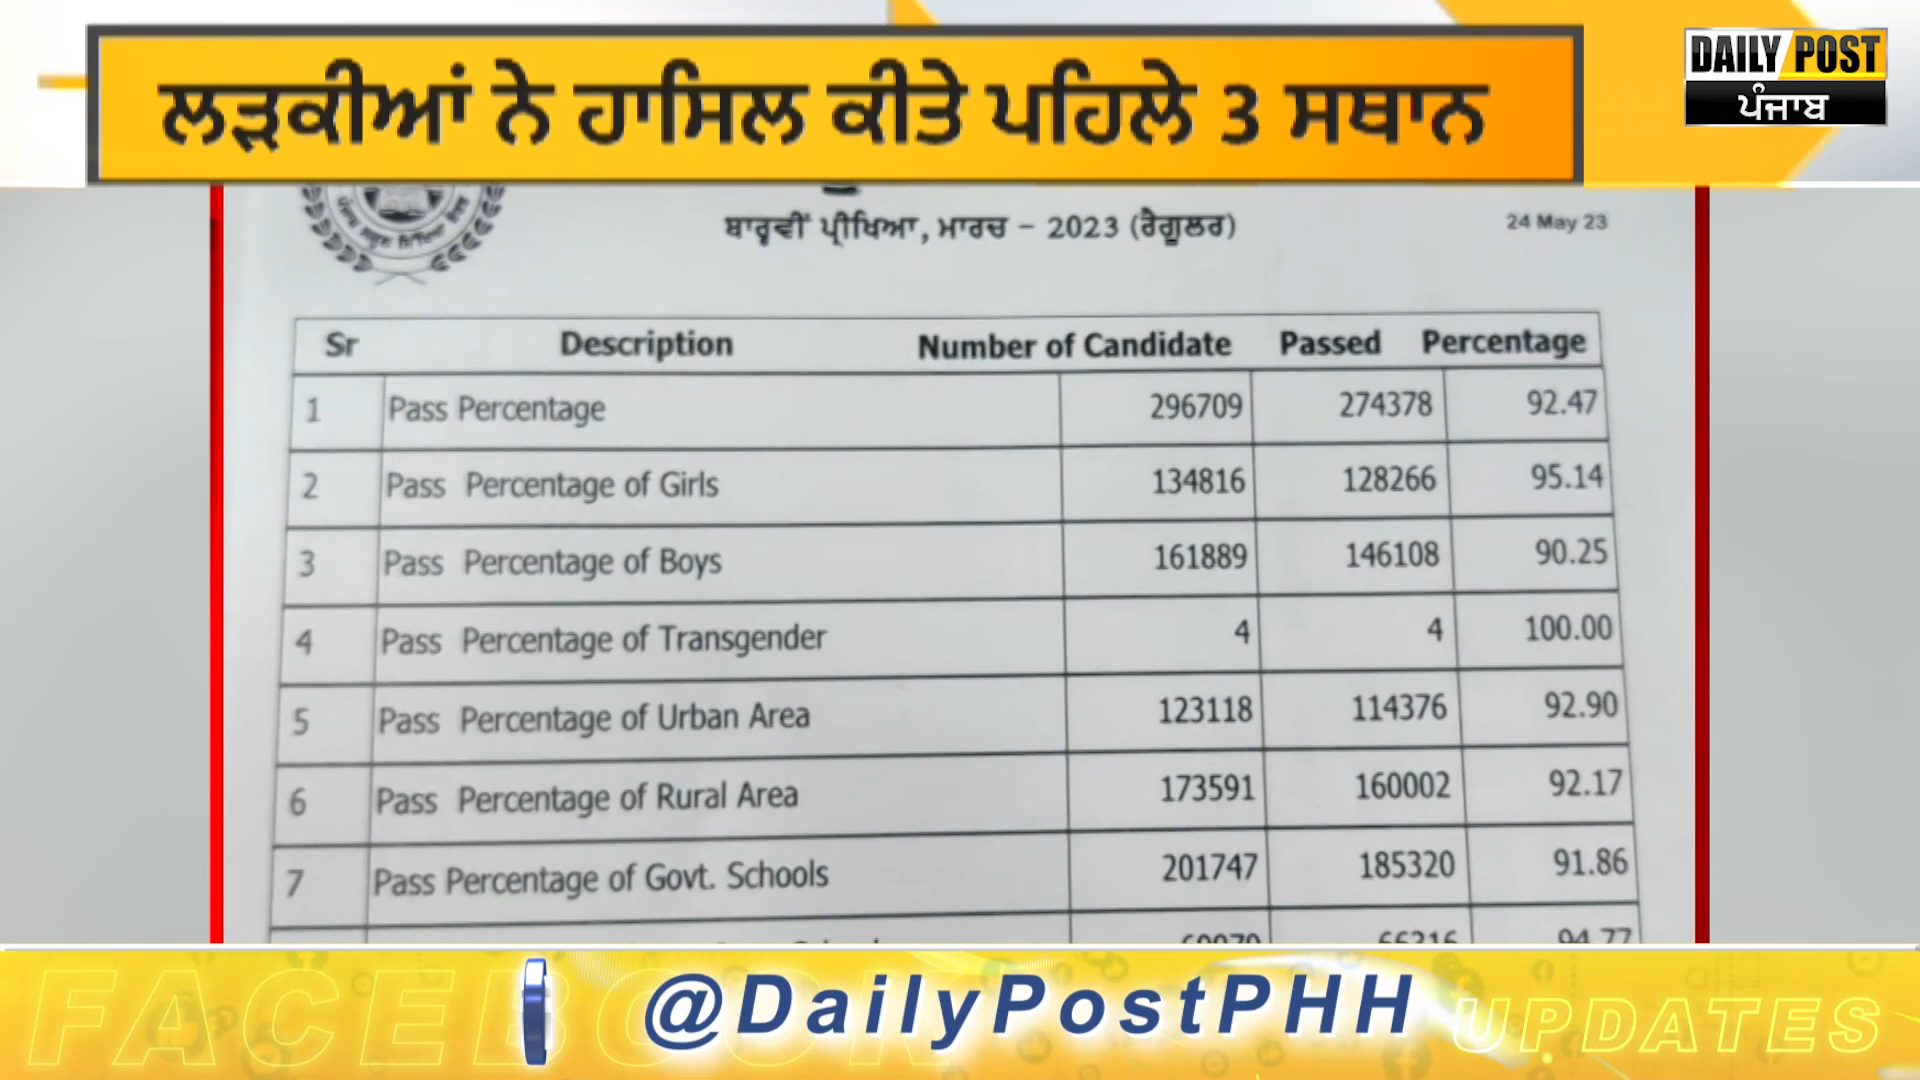 ਲੜਕੀਆਂ ਨੇ ਹਾਸਿਲ ਕੀਤੇ ਪਹਿਲੇ 3 ਸਥਾਨ
DAILY POST
ਪੰਜਾਬ
ਬਾਰ੍ਹਵੀਂ ਪ੍ਰੀਖਿਆ, ਮਾਰਚ - 2023 (ਰੈਗੂਲਰ)
24 May 23
Sr Description Number of Candidate Passed Percentage
1 Pass Percentage 296709 274378 92.47
2 Pass Percentage of Girls 134816 128266 95.14
3 Pass Percentage of Boys 161889 146108 90.25
4 Pass Percentage of Transgender 4 4 100.00
5 Pass Percentage of Urban Area 123118 114376 92.90
6 Pass Percentage of Rural Area 173591 160002 92.17
7 Pass Percentage of Govt. Schools 201747 185320 91.86
@DailyPostPHH
FACEBOOK UPDATES